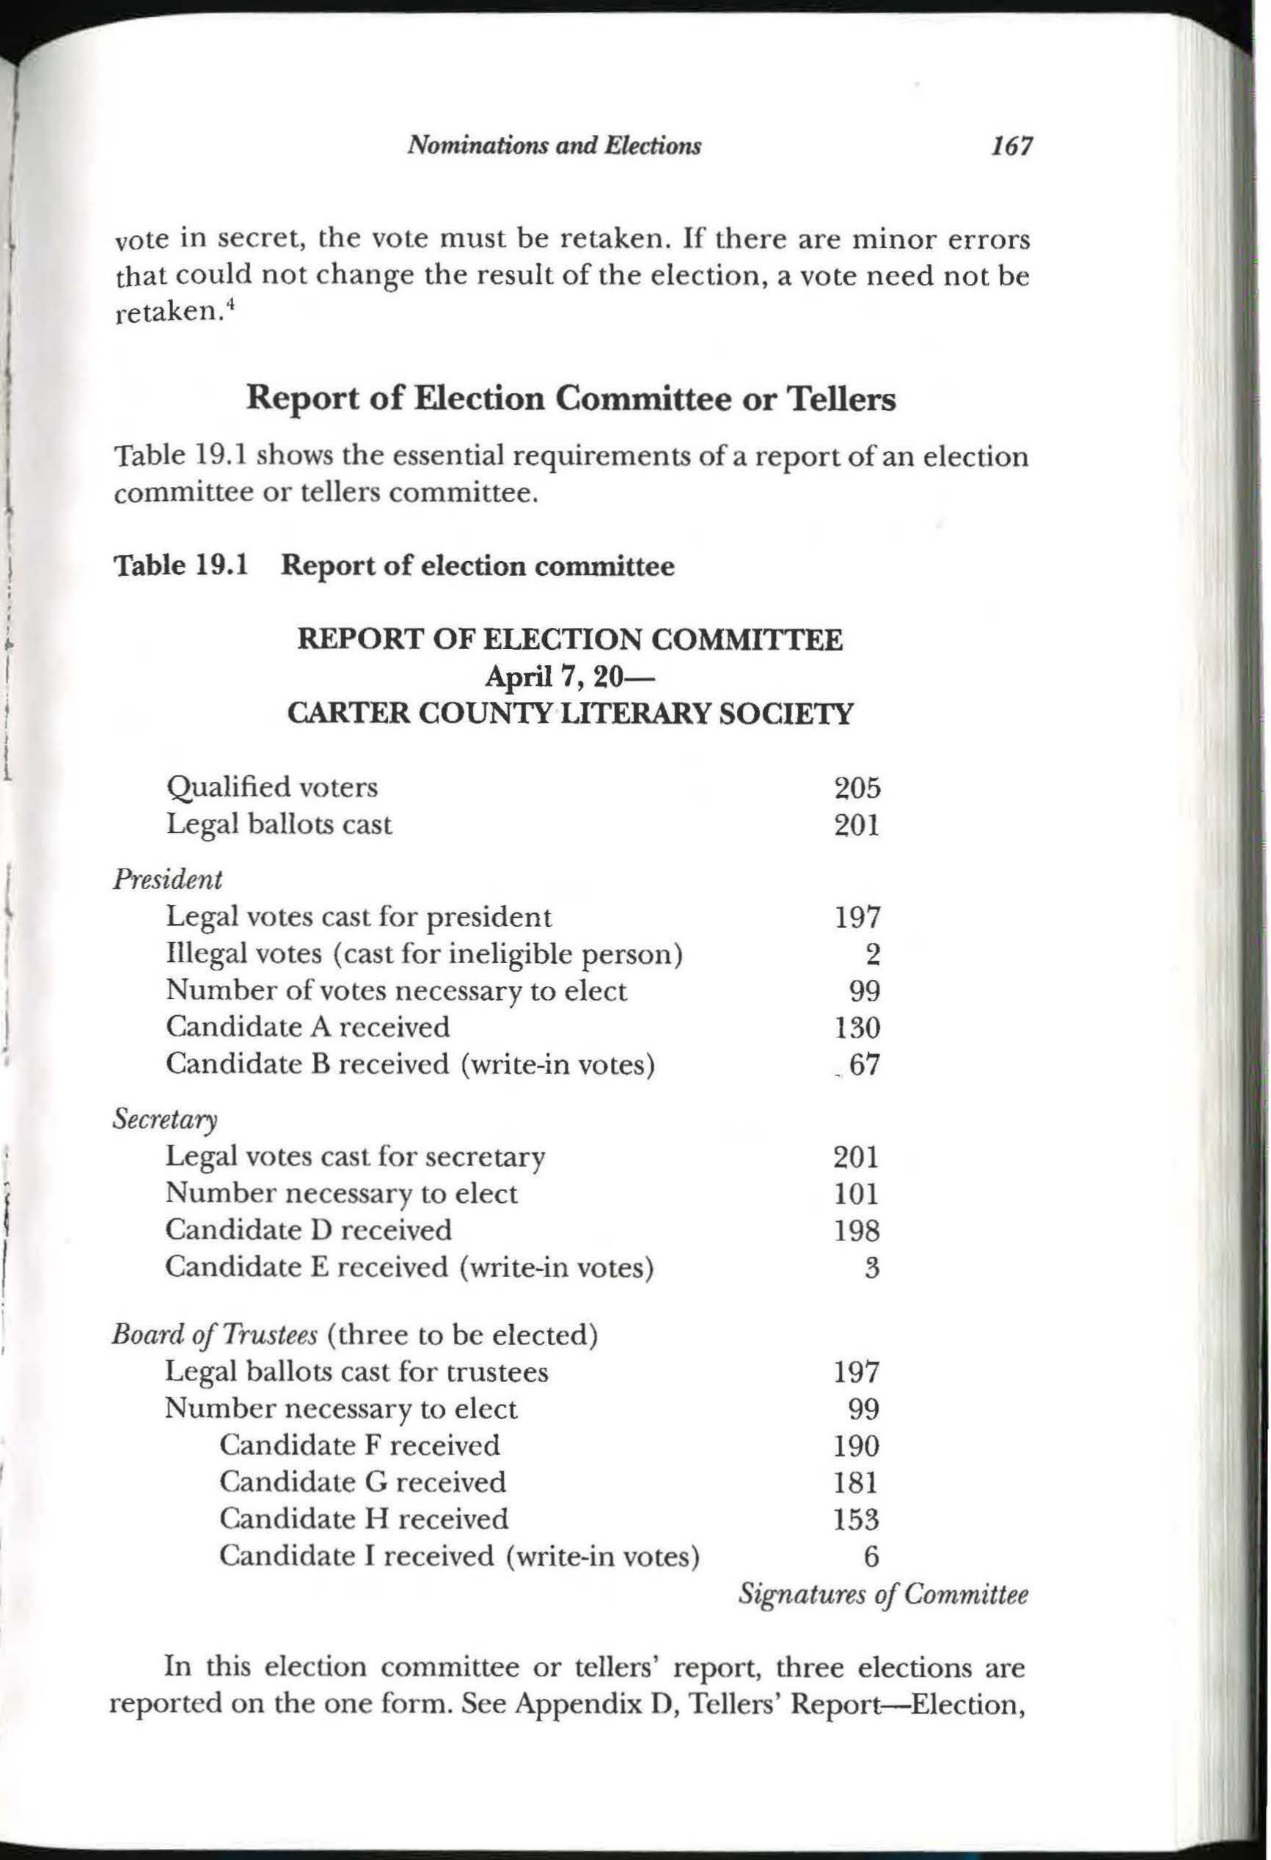 Nominations and Elections 167
vote in secret, the vote must be retaken. If there are minor errors
that could not change the result of the election, a vote need not be
retaken.⁴
Report of Election Committee or Tellers
Table 19.1 shows the essential requirements of a report of an election
committee or tellers committee.
Table 19.1 Report of election committee
REPORT OF ELECTION COMMITTEE
April 7, 20—
CARTER COUNTY LITERARY SOCIETY
Qualified voters 205
Legal ballots cast 201
President
Legal votes cast for president 197
Illegal votes (cast for ineligible person) 2
Number of votes necessary to elect 99
Candidate A received 130
Candidate B received (write-in votes) 67
Secretary
Legal votes cast for secretary 201
Number necessary to elect 101
Candidate D received 198
Candidate E received (write-in votes) 3
Board of Trustees (three to be elected)
Legal ballots cast for trustees 197
Number necessary to elect 99
Candidate F received 190
Candidate G received 181
Candidate H received 153
Candidate I received (write-in votes) 6
Signatures of Committee
In this election committee or tellers' report, three elections are
reported on the one form. See Appendix D, Tellers' Report—Election,